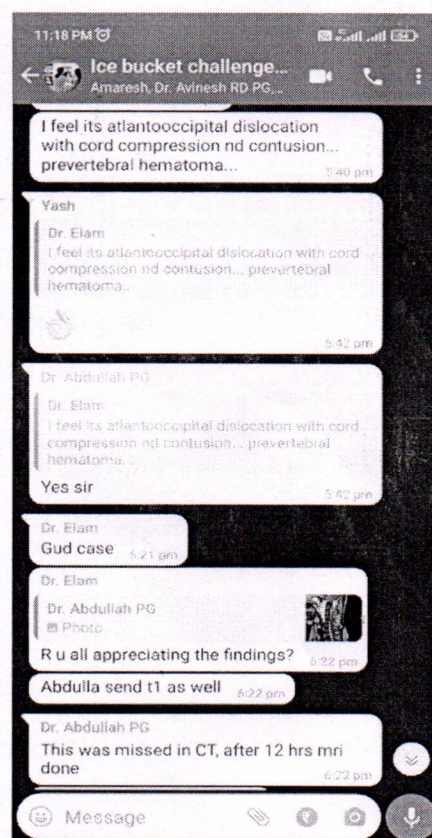 11:18 PM
54
Ice bucket challenge...
Amaresh, Dr. Avinesh RD PG,...
I feel its atlantooccipital dislocation
with cord compression nd contusion...
prevertebral hematoma...
5:40 pm
Yash
Dr. Elam
I feel its atlantooccipital dislocation with cord
compression nd contusion... prevertebral
hematoma..
5:42 pm
Dr. Abdullah PG
Dr. Elam
I feel its atlantooccipital dislocation with cord
compression nd contusion... prevertebral
hematoma...
Yes sir
5:42 pm
Dr. Elam
Gud case
6:21 pm
Dr. Elam
Dr. Abdullah PG
Photo
R u all appreciating the findings?
6:22 pm
Abdulla send t1 as well
6:22 pm
Dr. Abdullah PG
This was missed in CT, after 12 hrs mri
done
6:22 pm
Message